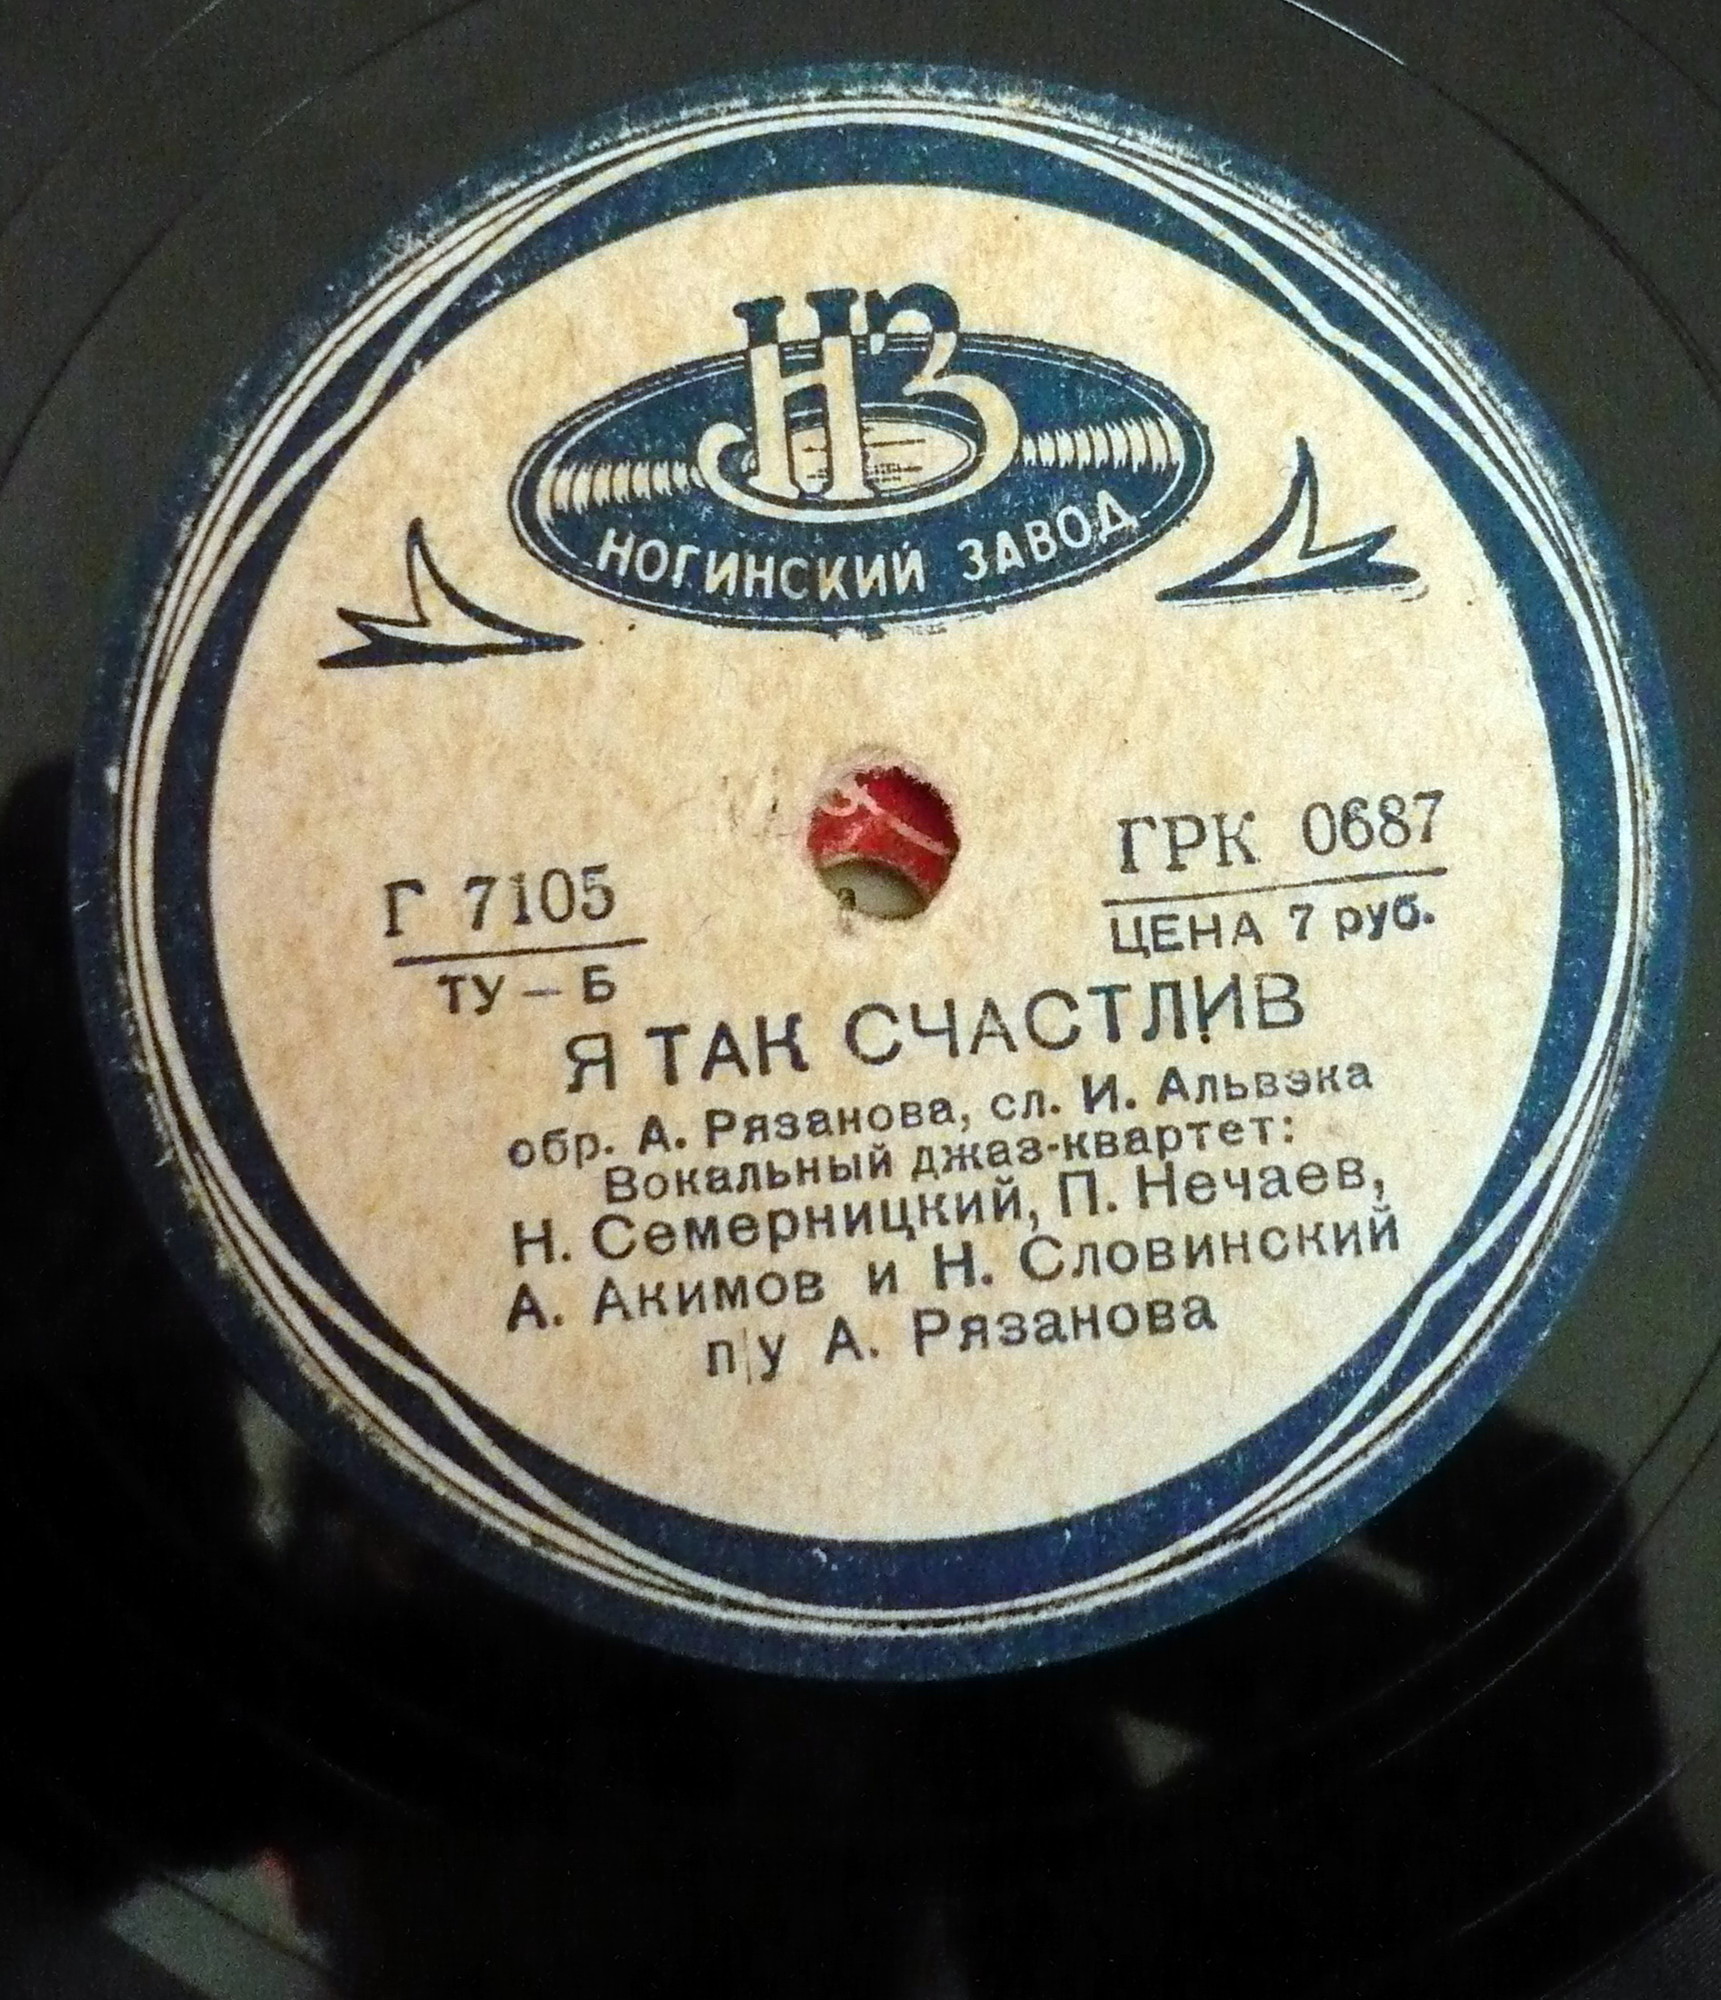 НЗ
НОГИНСКИЙ ЗАВОД
Г 7105
ТУ – Б
ГРК 0687
ЦЕНА 7 руб.
Я ТАК СЧАСТЛИВ
обр. А. Рязанова, сл. И. Альвэка
Вокальный джаз-квартет:
Н. Семерницкий, П. Нечаев,
А. Акимов и Н. Словинский
п/у А. Рязанова